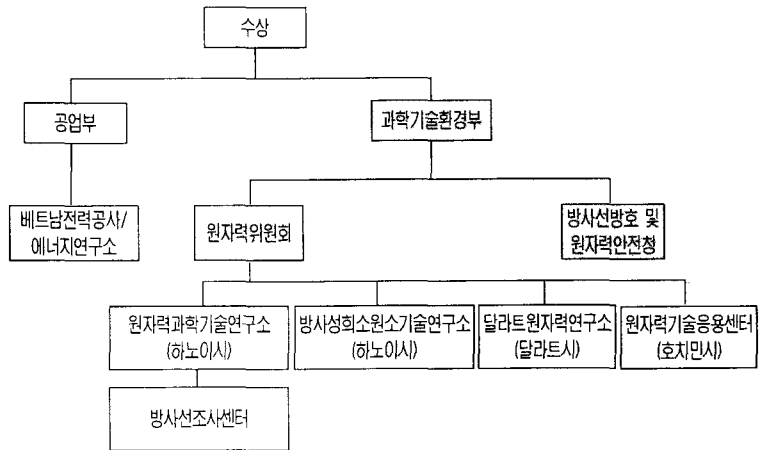 수상
공업부
과학기술환경부
베트남전력공사/
에너지연구소
원자력위원회
방사선방호 및
원자력안전청
원자력과학기술연구소
(하노이시)
방사성희소원소기술연구소
(하노이시)
달라트원자력연구소
(달라트시)
원자력기술응용센터
(호치민시)
방사선조사센터